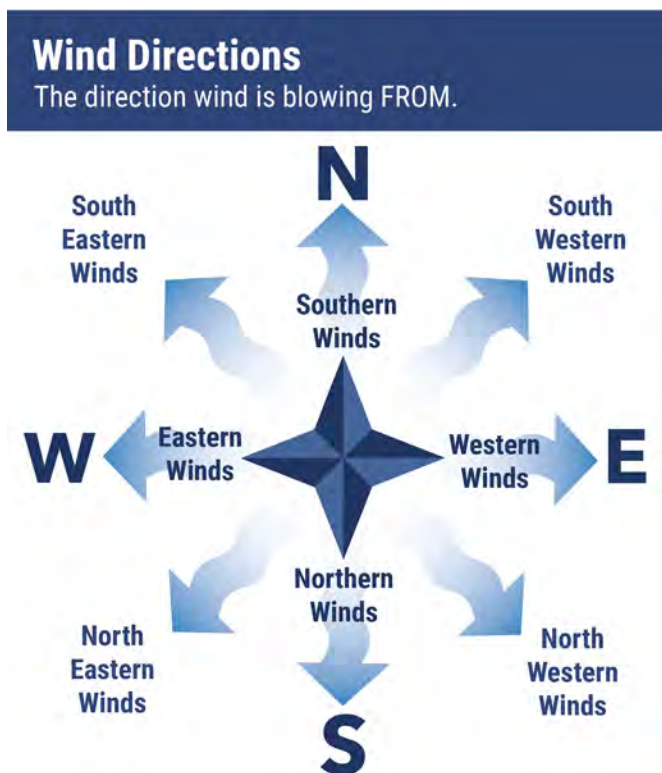 Wind Directions
The direction wind is blowing FROM.
N
South
Eastern
Winds
South
Western
Winds
Southern
Winds
W
Eastern
Winds
Western
Winds
E
Northern
Winds
North
Eastern
Winds
North
Western
Winds
S